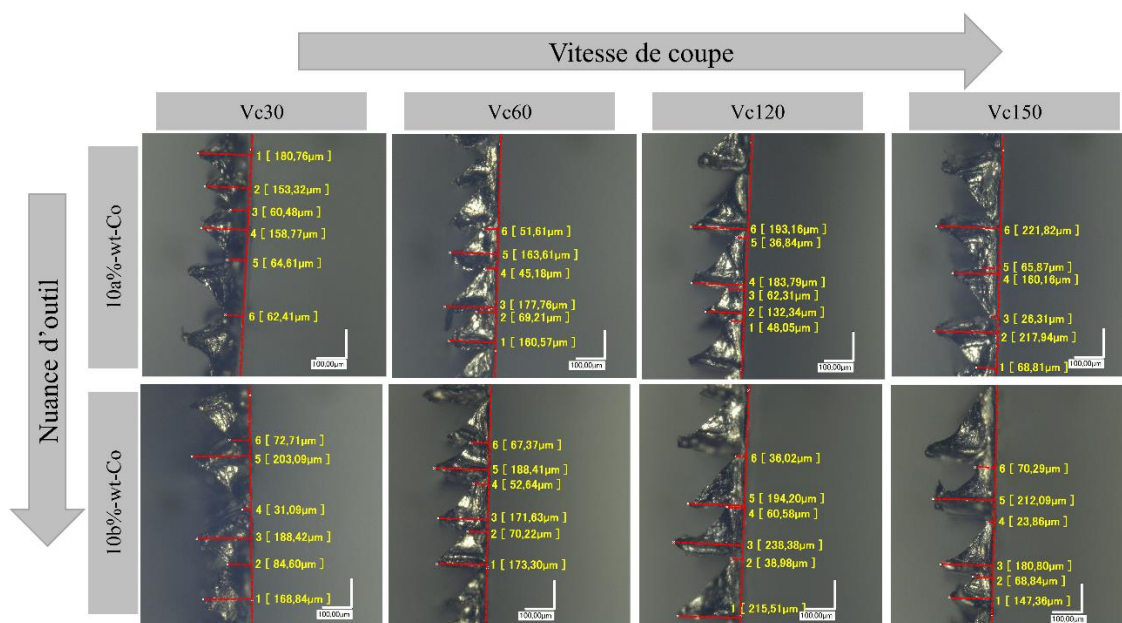 Vitesse de coupe
Vc30
Vc60
Vc120
Vc150
Nuance d’outil
10a%-wt-Co
1 [ 180,76µm ]
2 [ 153,32µm ]
3 [ 60,48µm ]
4 [ 158,77µm ]
5 [ 64,61µm ]
6 [ 62,41µm ]
100,00µm
6 [ 51,61µm ]
5 [ 163,61µm ]
4 [ 45,18µm ]
3 [ 177,76µm ]
2 [ 69,21µm ]
1 [ 160,57µm ]
100,00µm
6 [ 193,16µm ]
5 [ 36,84µm ]
4 [ 183,79µm ]
3 [ 62,31µm ]
2 [ 132,34µm ]
1 [ 48,05µm ]
100,00µm
6 [ 221,82µm ]
5 [ 65,87µm ]
4 [ 160,16µm ]
3 [ 26,31µm ]
2 [ 217,94µm ]
1 [ 68,81µm ]
100,00µm
10b%-wt-Co
6 [ 72,71µm ]
5 [ 203,09µm ]
4 [ 31,09µm ]
3 [ 188,42µm ]
2 [ 84,60µm ]
1 [ 168,84µm ]
100,00µm
6 [ 67,37µm ]
5 [ 188,41µm ]
4 [ 52,64µm ]
3 [ 171,63µm ]
2 [ 70,22µm ]
1 [ 173,30µm ]
100,00µm
6 [ 36,02µm ]
5 [ 194,20µm ]
4 [ 60,58µm ]
3 [ 238,38µm ]
2 [ 38,98µm ]
1 [ 215,51µm ]
100,00µm
6 [ 70,29µm ]
5 [ 212,09µm ]
4 [ 23,86µm ]
3 [ 180,80µm ]
2 [ 68,84µm ]
1 [ 147,36µm ]
100,00µm